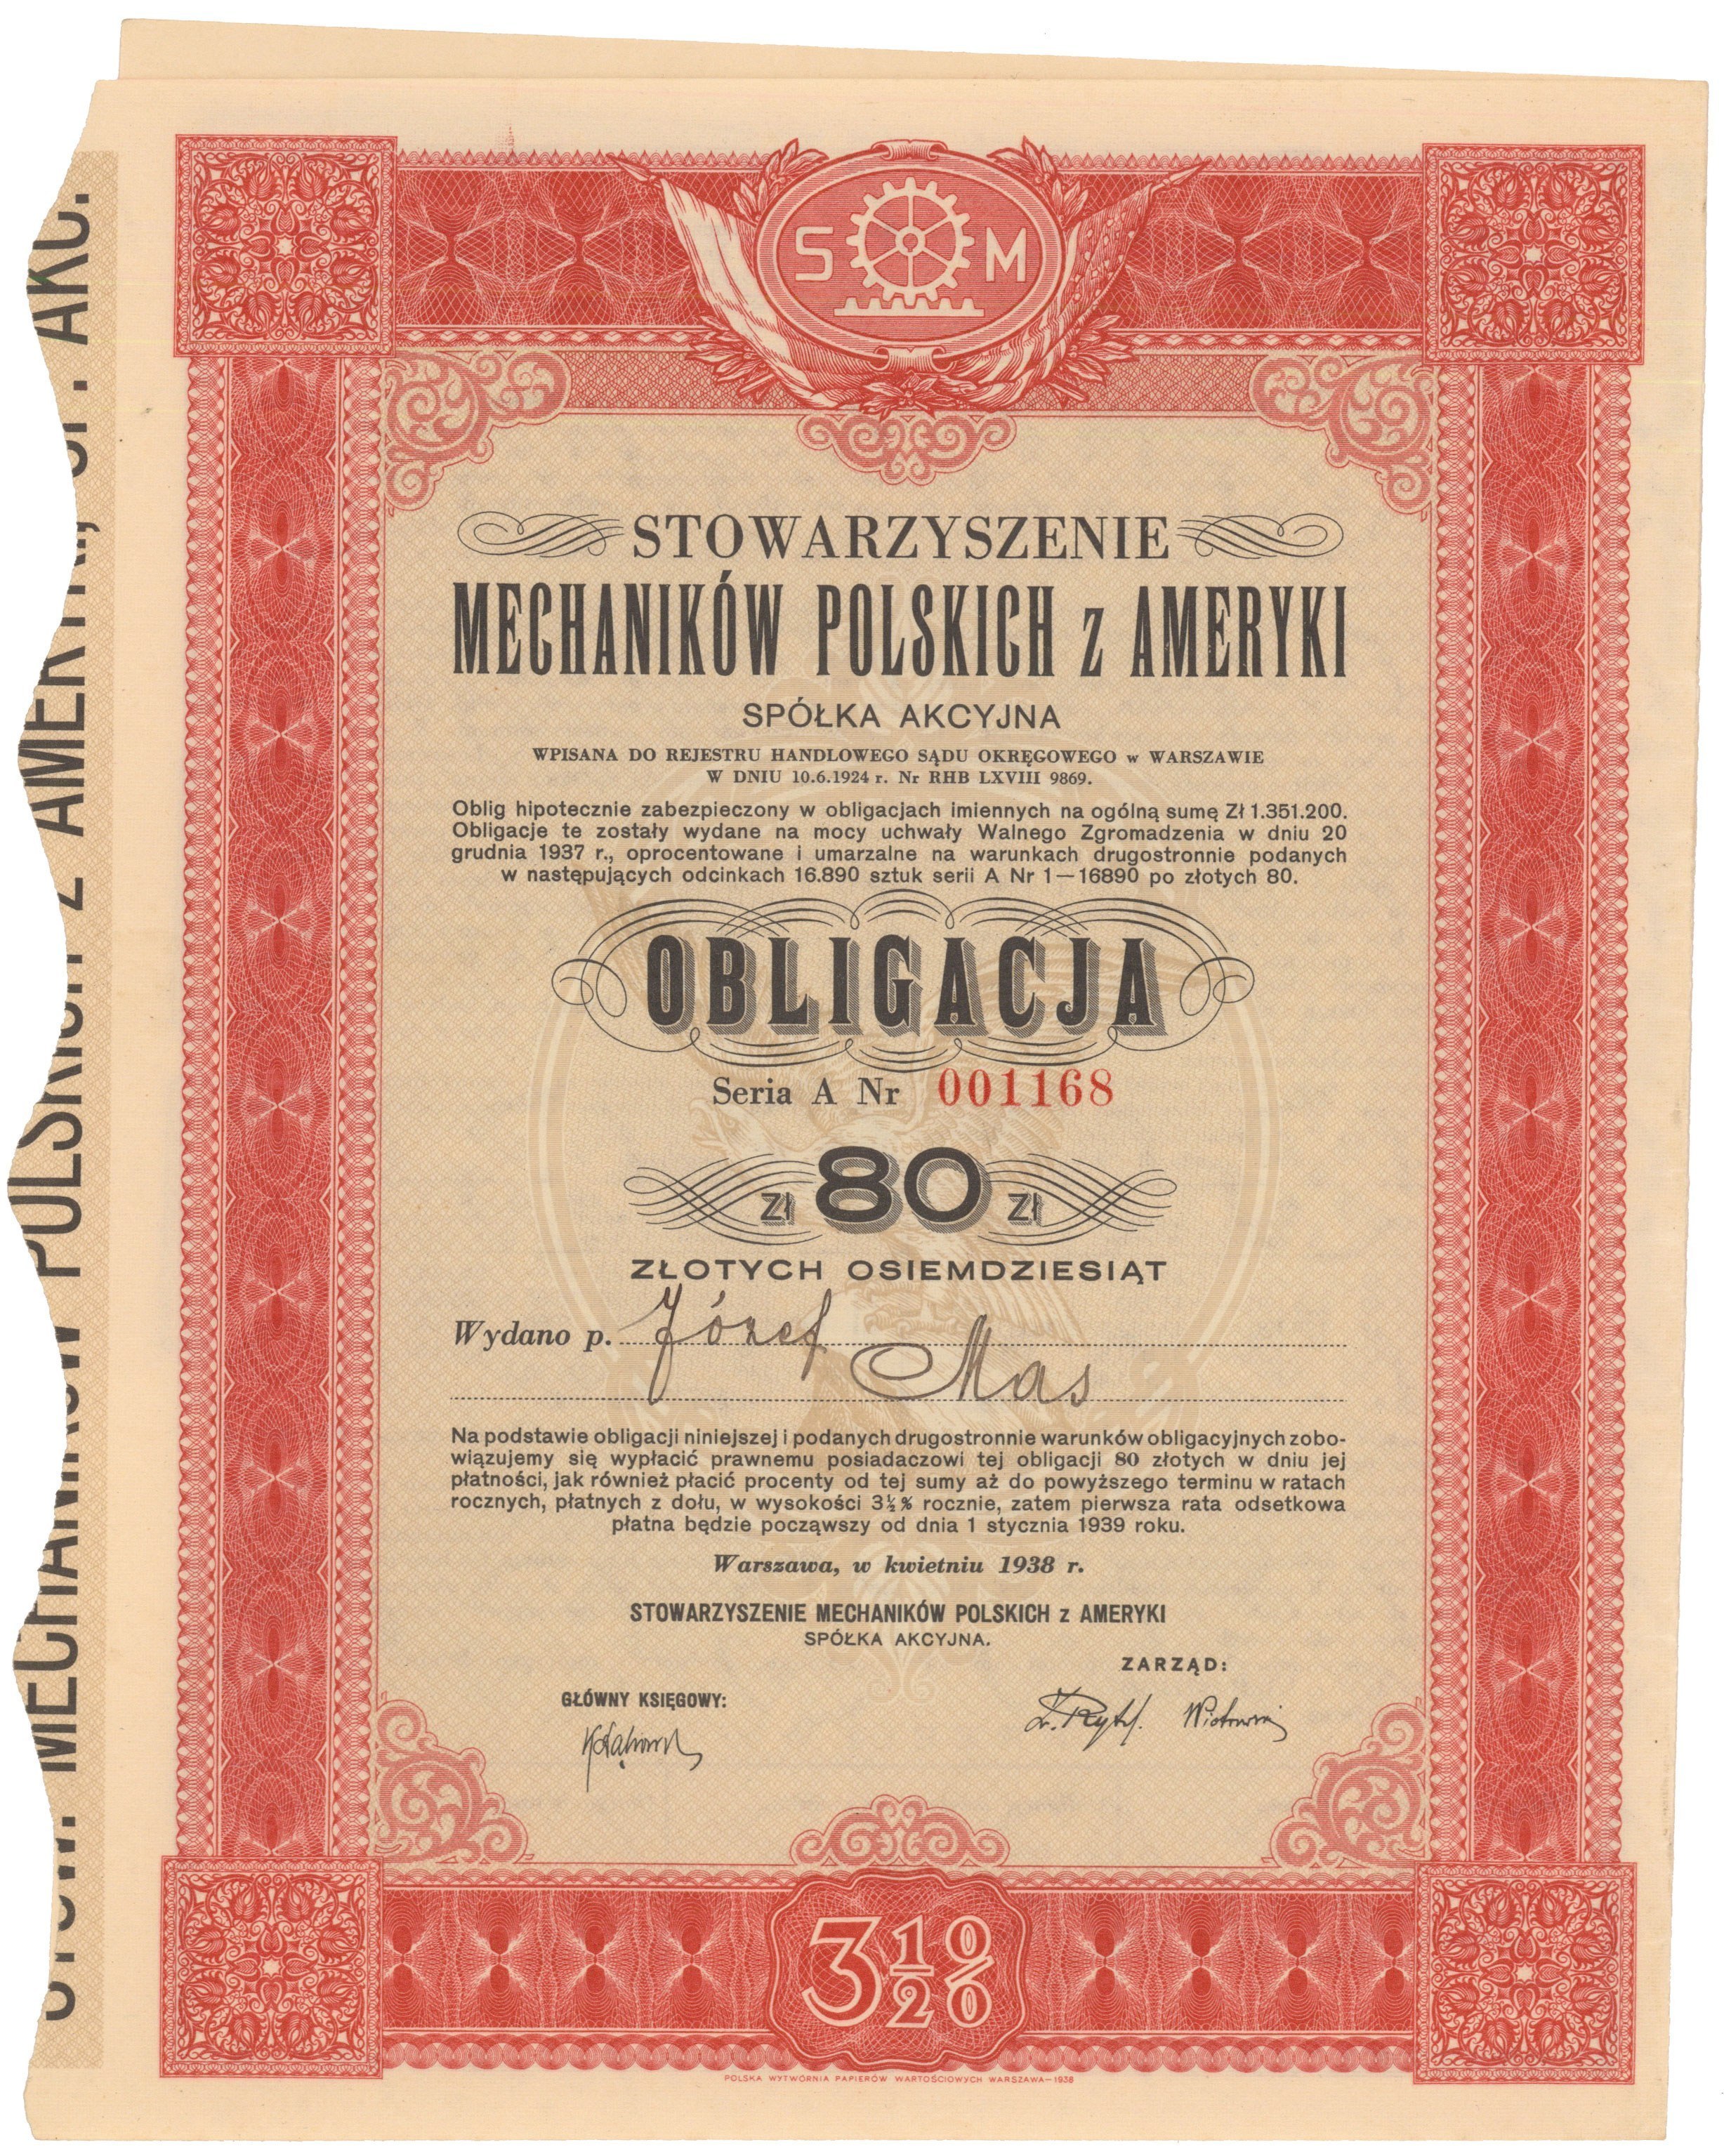 S M
STOWARZYSZENIE
MECHANIKÓW POLSKICH z AMERYKI
SPÓŁKA AKCYJNA
WPISANA DO REJESTRU HANDLOWEGO SĄDU OKRĘGOWEGO w WARSZAWIE
W DNIU 10.6.1924 r. Nr RHB LXVIII 9869.
Oblig hipotecznie zabezpieczony w obligacjach imiennych na ogólną sumę Zł 1.351.200.
Obligacje te zostały wydane na mocy uchwały Walnego Zgromadzenia w dniu 20
grudnia 1937 r., oprocentowane i umarzalne na warunkach drugostronnie podanych
w następujących odcinkach 16.890 sztuk serii A Nr 1—16890 po złotych 80.
OBLIGACJA
Seria A Nr 001168
Zł 80 Zł
ZŁOTYCH OSIEMDZIESIĄT
Wydano p. Józef
Mas
Na podstawie obligacji niniejszej i podanych drugostronnie warunków obligacyjnych zobo-
wiązujemy się wypłacić prawnemu posiadaczowi tej obligacji 80 złotych w dniu jej
płatności, jak również płacić procenty od tej sumy aż do powyższego terminu w ratach
rocznych, płatnych z dołu, w wysokości 3½% rocznie, zatem pierwsza rata odsetkowa
płatna będzie począwszy od dnia 1 stycznia 1939 roku.
Warszawa, w kwietniu 1938 r.
STOWARZYSZENIE MECHANIKÓW POLSKICH z AMERYKI
SPÓŁKA AKCYJNA.
ZARZĄD:
GŁÓWNY KSIĘGOWY:
3½%
POLSKA WYTWÓRNIA PAPIERÓW WARTOŚCIOWYCH WARSZAWA—1938
STOW. MECHANIKÓW POLSKICH Z AMERYKI, SP. AKC.